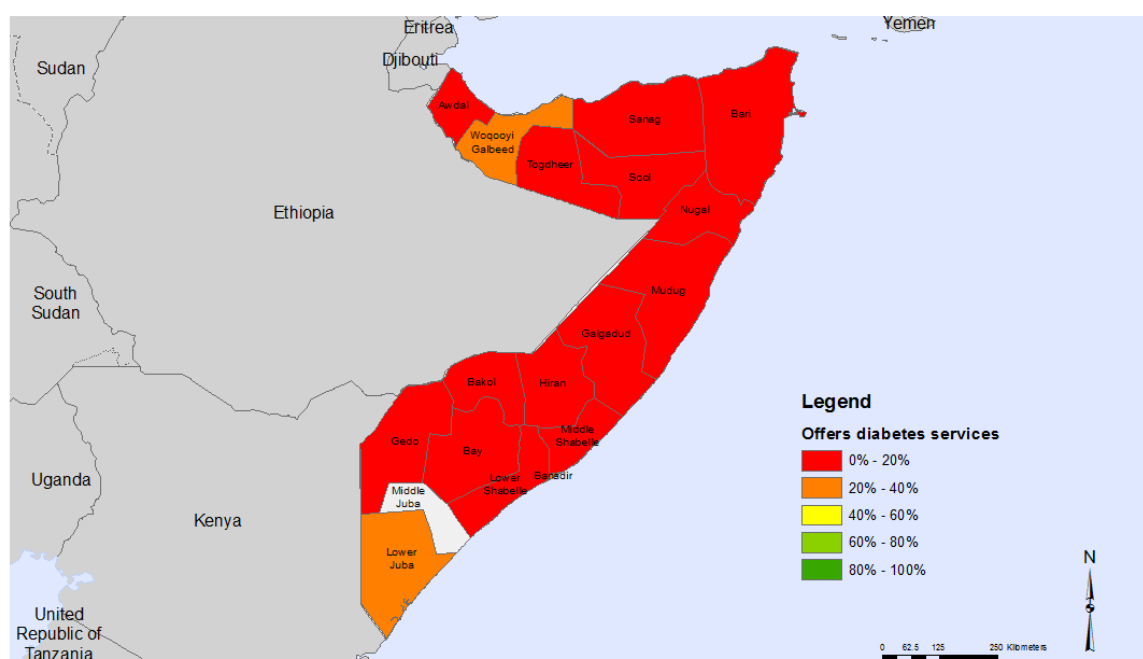 Eritrea
Yemen
Djibouti
Sudan
Awdal
Woqooyi
Galbeed
Togdheer
Sanag
Bari
Sool
Nugal
Ethiopia
Mudug
Galgadud
South
Sudan
Bakol
Hiran
Gedo
Bay
Middle
Shabelle
Banadir
Lower
Shabelle
Middle
Juba
Uganda
Kenya
Lower
Juba
United
Republic of
Tanzania
Legend
Offers diabetes services
0% - 20%
20% - 40%
40% - 60%
60% - 80%
80% - 100%
N
0 62.5 125 250 Kilometers